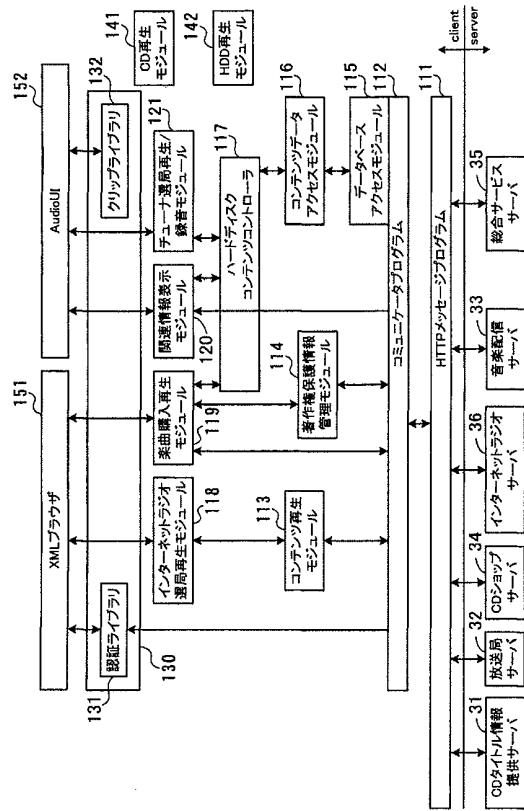 151
XMLブラウザ
152
AudioUI
131
認証ライブラリ
130
132
クリップライブラリ
141
CD再生
モジュール
142
HDD再生
モジュール
118
インターネットラジオ
選局再生モジュール
119
楽曲購入再生
モジュール
120
関連情報表示
モジュール
121
チューナ選局再生/
録音モジュール
117
ハードディスク
コンテンツコントローラ
113
コンテンツ再生
モジュール
114
著作権保護情報
管理モジュール
116
コンテンツデータ
アクセスモジュール
115
データベース
アクセスモジュール
112
コミュニケータプログラム
111
HTTPメッセージプログラム
client
server
31
CDタイトル情報
提供サーバ
32
放送局
サーバ
34
CDショップ
サーバ
36
インターネットラジオ
サーバ
33
音楽配信
サーバ
35
総合サービス
サーバ